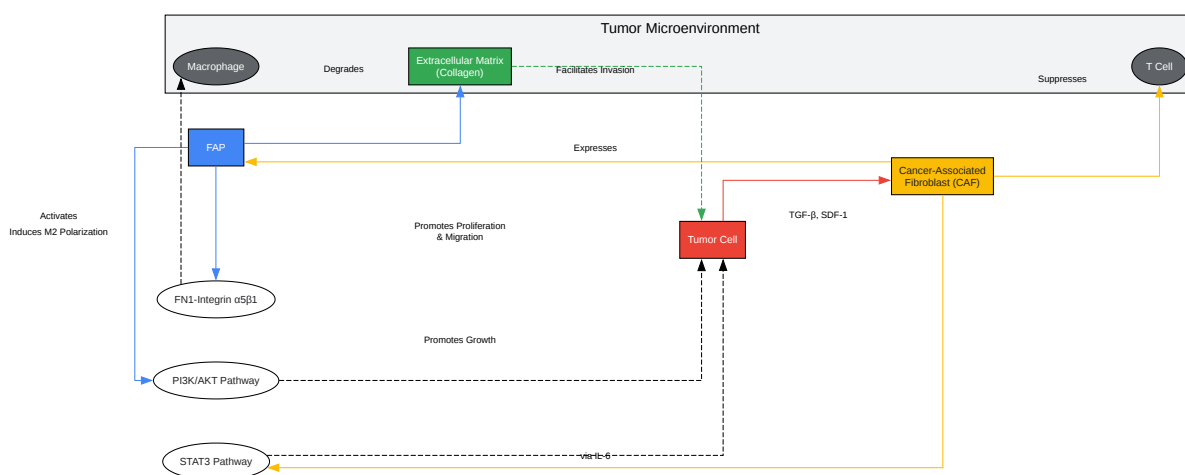 Tumor Microenvironment
Macrophage
Degrades
Extracellular Matrix
(Collagen)
Facilitates Invasion
Suppresses
T Cell
FAP
Expresses
Cancer-Associated
Fibroblast (CAF)
Activates
Induces M2 Polarization
Promotes Proliferation
& Migration
Tumor Cell
TGF-β, SDF-1
FN1-Integrin α5β1
Promotes Growth
PI3K/AKT Pathway
STAT3 Pathway
via IL-6